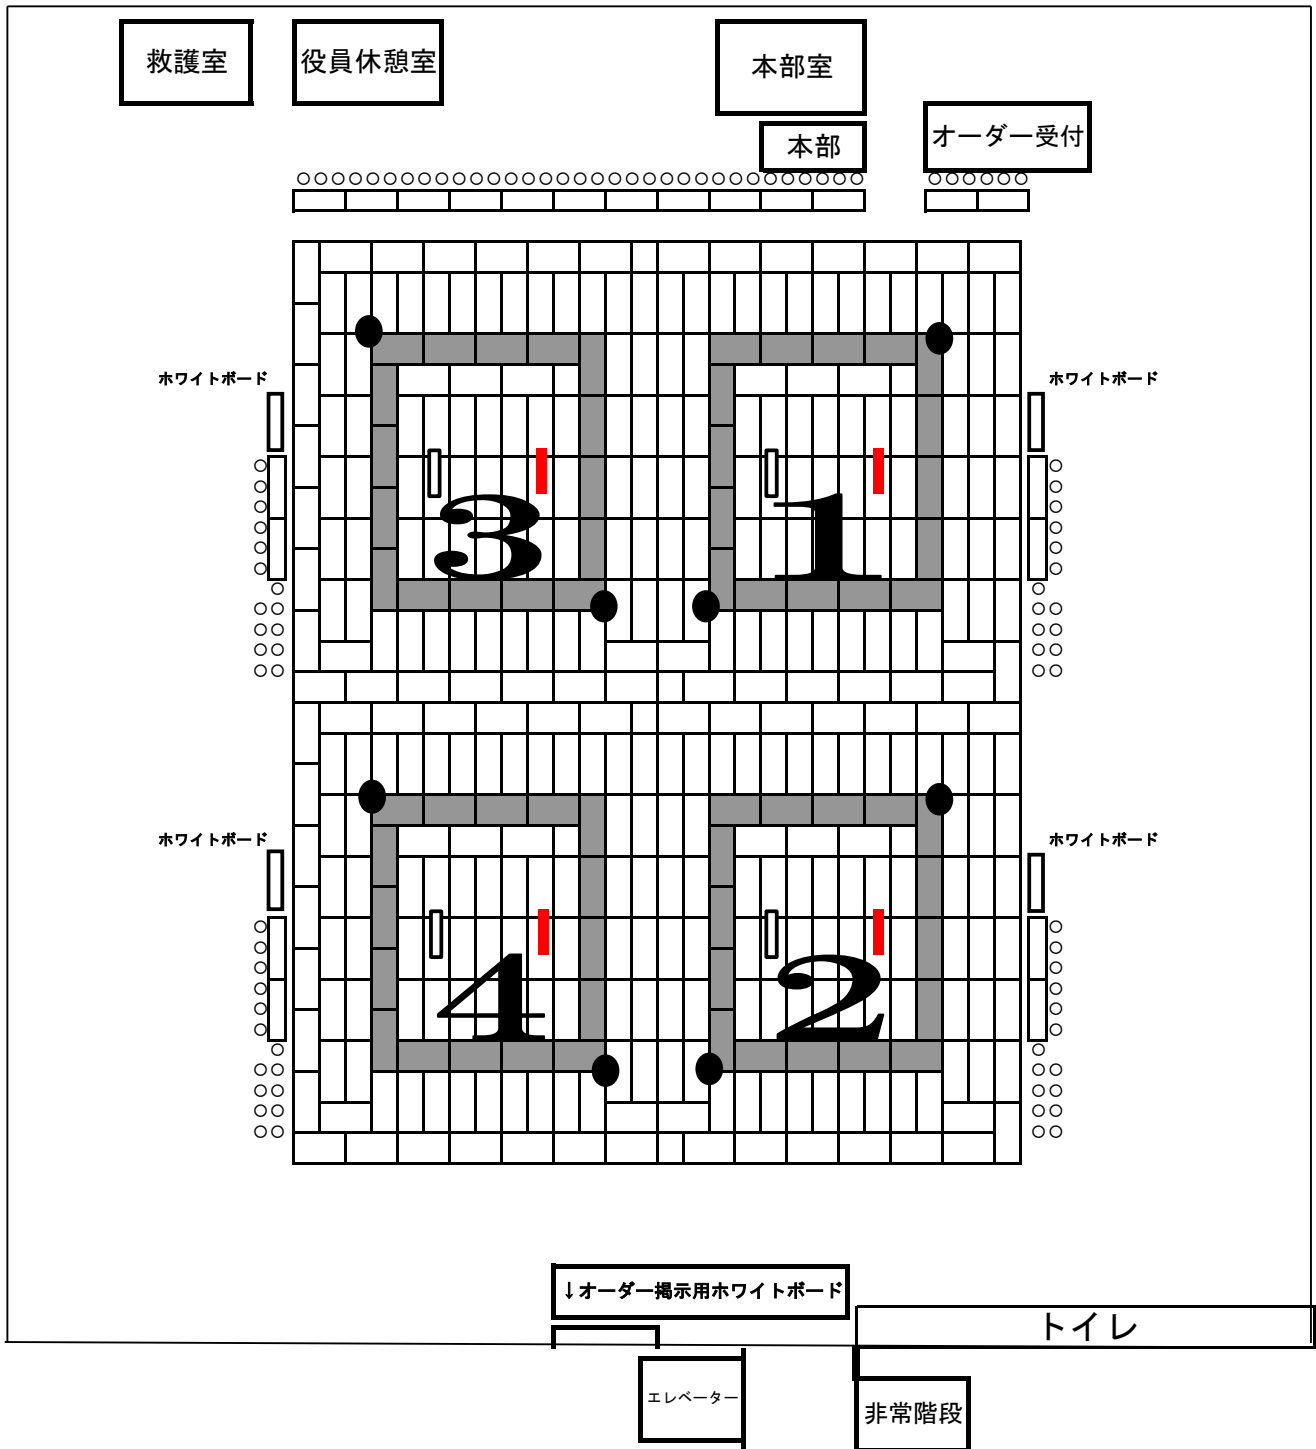 救護室
役員休憩室
本部室
本部
オーダー受付
ホワイトボード
ホワイトボード
3
1
ホワイトボード
ホワイトボード
4
2
↓オーダー掲示用ホワイトボード
トイレ
エレベーター
非常階段